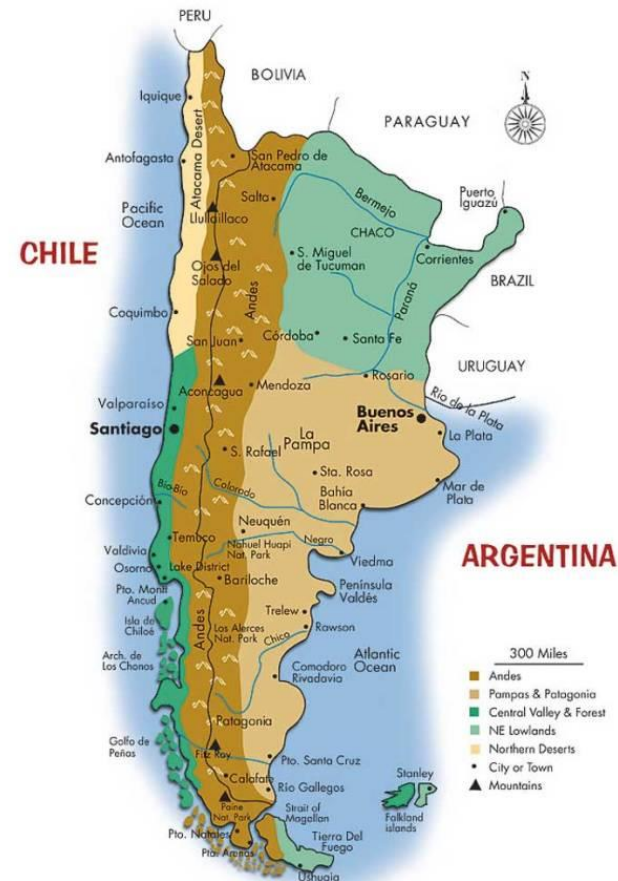 PERU
BOLIVIA
N
PARAGUAY
Iquique
Atacama Desert
Antofagasta
San Pedro de
Atacama
Pacific
Ocean
Llullaillaco
Salta
Bermejo
CHACO
Puerto
Iguazú
CHILE
Ojos del
Salado
S. Miguel
de Tucuman
Corrientes
BRAZIL
Andes
Paraná
Coquimbo
San Juan
Córdoba
Santa Fe
URUGUAY
Aconcagua
Mendoza
Rosario
Rio de la Plata
Valparaíso
Santiago
Buenos
Aires
La Plata
La
Pampa
S. Rafael
Sta. Rosa
Mar de
Plata
Bío-Bío
Colorado
Bahía
Blanca
Concepción
Neuquén
Temuco
Nahuel Huapi
Nat. Park
Negro
Viedma
ARGENTINA
Valdivia
Osorno
Lake District
Bariloche
Península
Valdés
Pto. Montt
Ancud
Isla de
Chiloé
Andes
Los Alerces
Nat. Park
Trelew
Rawson
Chico
Arch. de
Los Chonos
Atlantic
Ocean
Comodoro
Rivadavia
300 Miles
Andes
Pampas & Patagonia
Central Valley & Forest
NE Lowlands
Northern Deserts
City or Town
Mountains
Patagonia
Golfo de
Peñas
Fitz Roy
Pto. Santa Cruz
Calafate
Río Gallegos
Stanley
Falkland
islands
Paine
Nat. Park
Strait of
Magellan
Pto. Natales
Pta. Arenas
Tierra Del
Fuego
Ushuaia